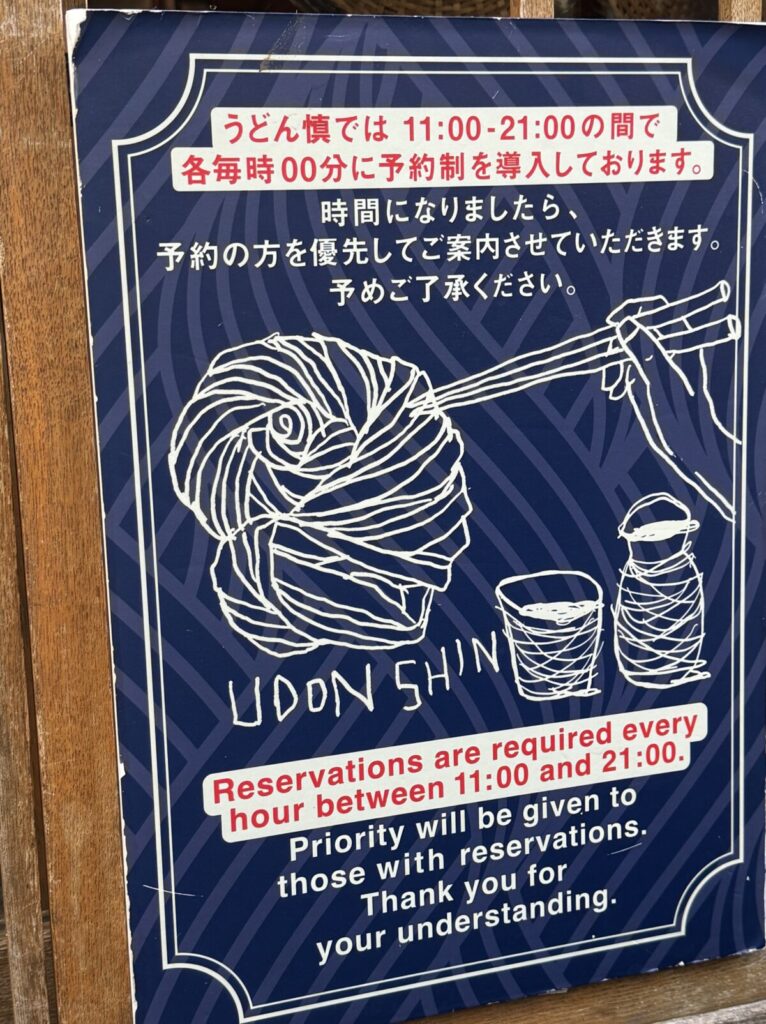 うどん慎では 11:00-21:00の間で
各毎時00分に予約制を導入しております。
時間になりましたら、
予約の方を優先してご案内させていただきます。
予めご了承ください。
UDON SHIN
Reservations are required every
hour between 11:00 and 21:00.
Priority will be given to
those with reservations.
Thank you for
your understanding.